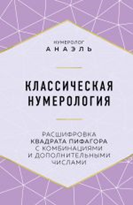 НУМЕРОЛОГ
АНАЭЛЬ
КЛАССИЧЕСКАЯ
НУМЕРОЛОГИЯ
РАСШИФРОВКА
КВАДРАТА ПИФАГОРА
С КОМБИНАЦИЯМИ
И ДОПОЛНИТЕЛЬНЫМИ
ЧИСЛАМИ